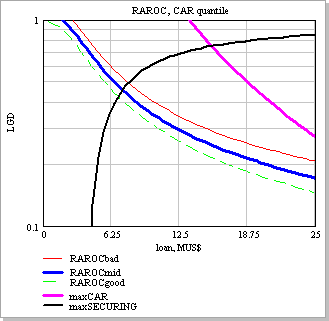 RAROC, CAR quantile
1
LGD
0.1
0 6.25 12.5 18.75 25
loan, MUS$
RAROCbad
RAROCmid
RAROCgood
maxCAR
maxSECURING